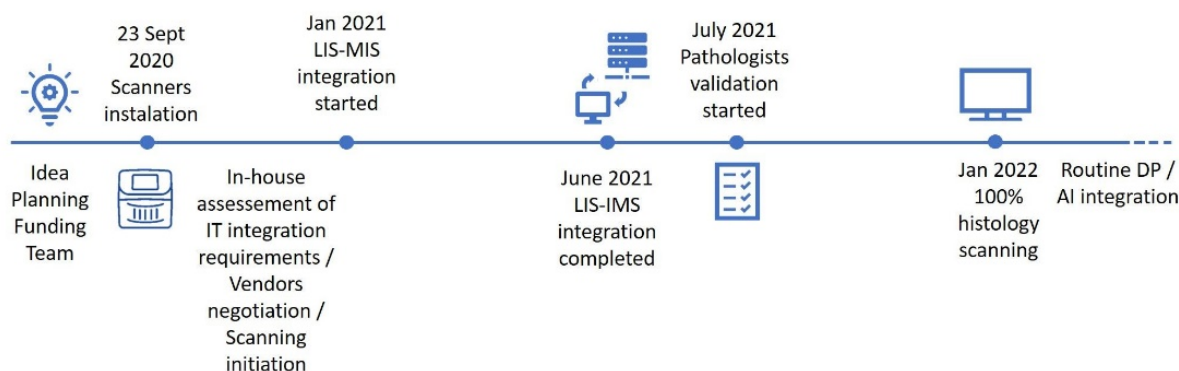 23 Sept
2020
Scanners
instalation
Jan 2021
LIS-MIS
integration
started
July 2021
Pathologists
validation
started
Idea
Planning
Funding
Team
In-house
assessement of
IT integration
requirements /
Vendors
negotiation /
Scanning
initiation
June 2021
LIS-IMS
integration
completed
Jan 2022
100%
histology
scanning
Routine DP /
AI integration